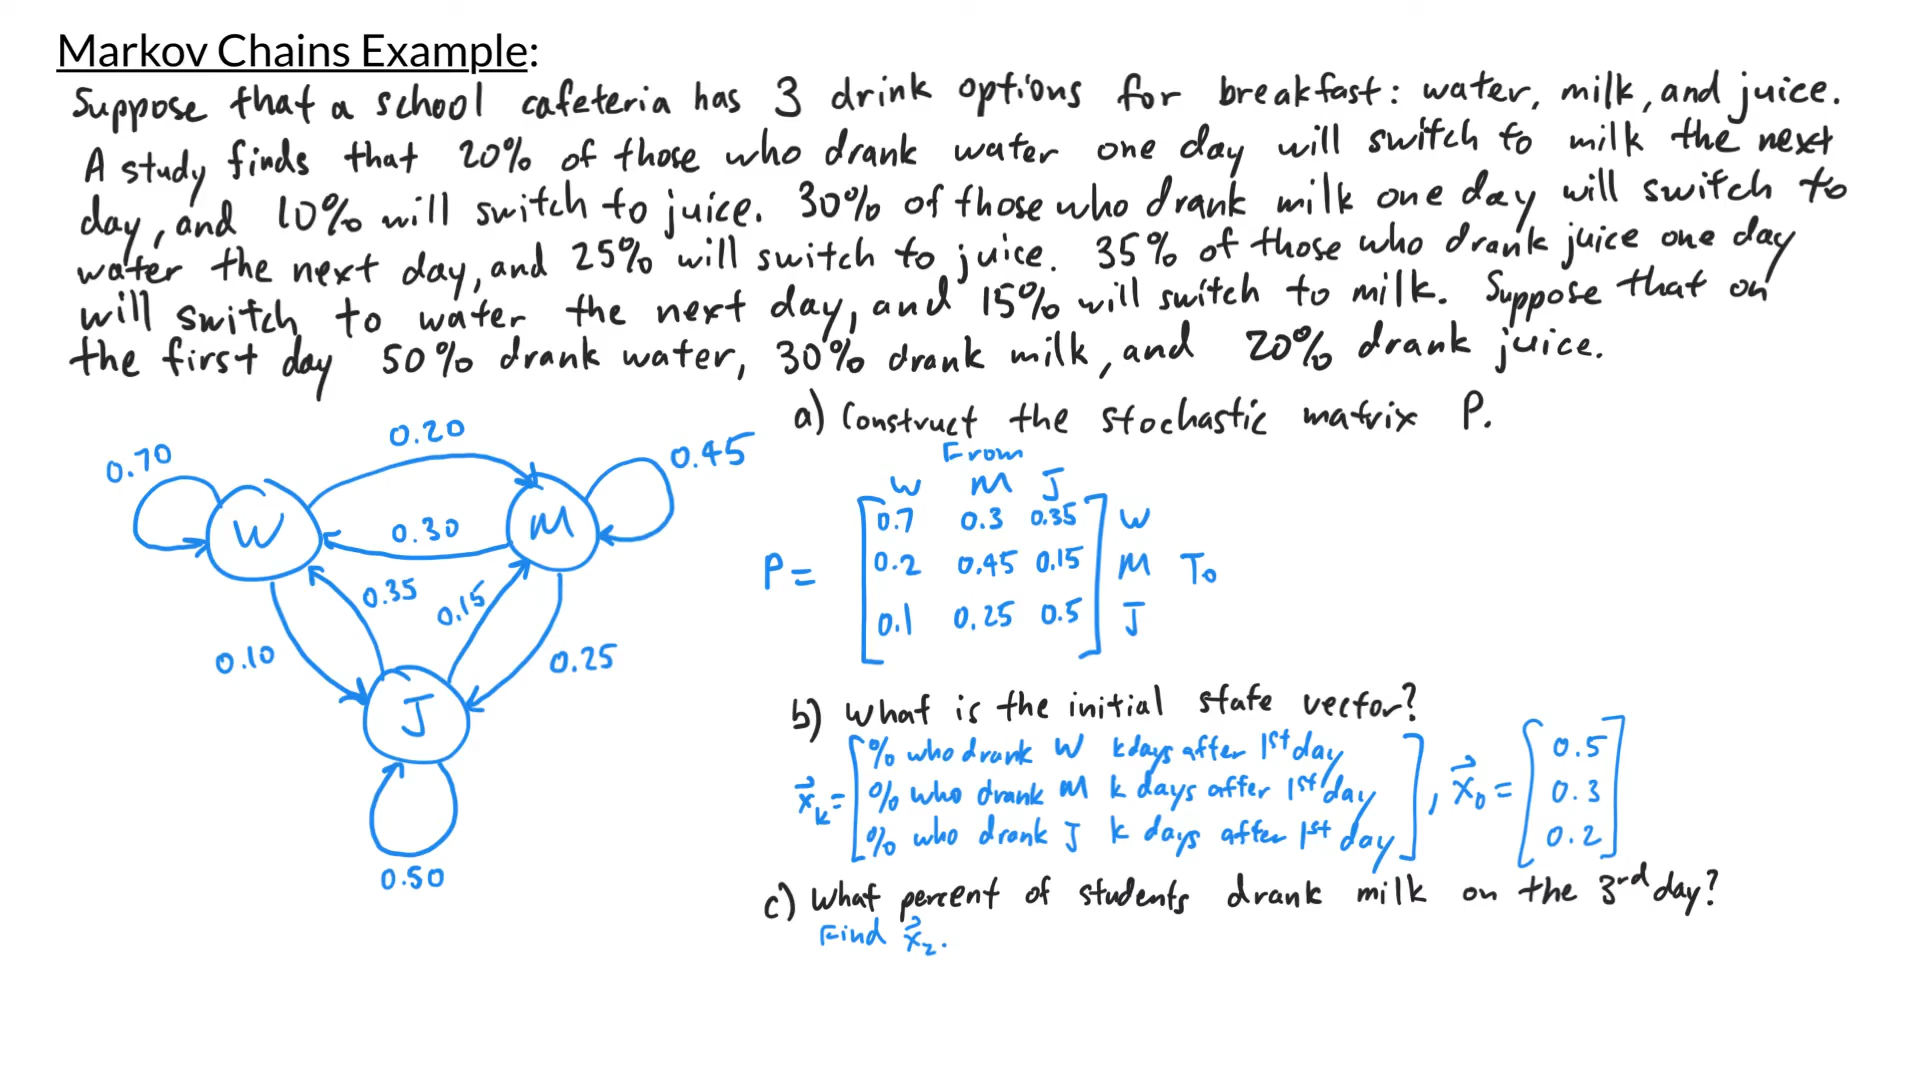 Markov Chains Example:
Suppose that a school cafeteria has 3 drink options for breakfast: water, milk, and juice.
A study finds that 20% of those who drank water one day will switch to milk the next
day, and 10% will switch to juice. 30% of those who drank milk one day will switch to
water the next day, and 25% will switch to juice. 35% of those who drank juice one day
will switch to water the next day, and 15% will switch to milk. Suppose that on
the first day 50% drank water, 30% drank milk, and 20% drank juice.
a) Construct the stochastic matrix P.
From
W M J
0.7 0.3 0.35 W
P = 0.2 0.45 0.15 M To
0.1 0.25 0.5 J
0.70
0.20
0.45
W
0.30
M
0.35
0.15
0.10
0.25
J
0.50
b) What is the initial state vector?
% who drank W k days after 1st day
x⃗k = % who drank M k days after 1st day
% who drank J k days after 1st day
, x⃗0 =
0.5
0.3
0.2
c) What percent of students drank milk on the 3rd day?
Find x⃗2.